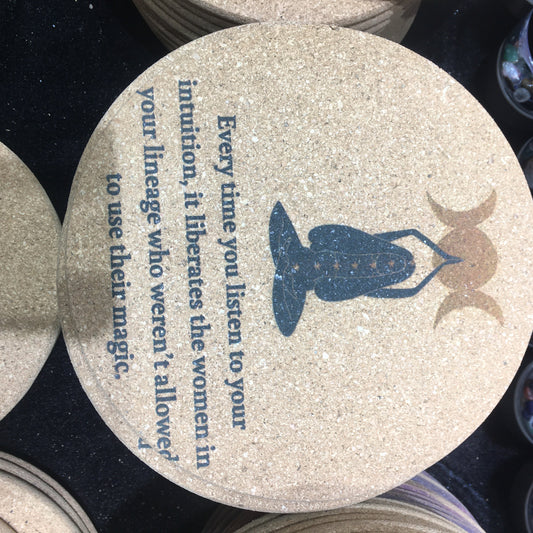 Every time you listen to your
intuition, it liberates the women in
your lineage who weren't allowed
to use their magic.